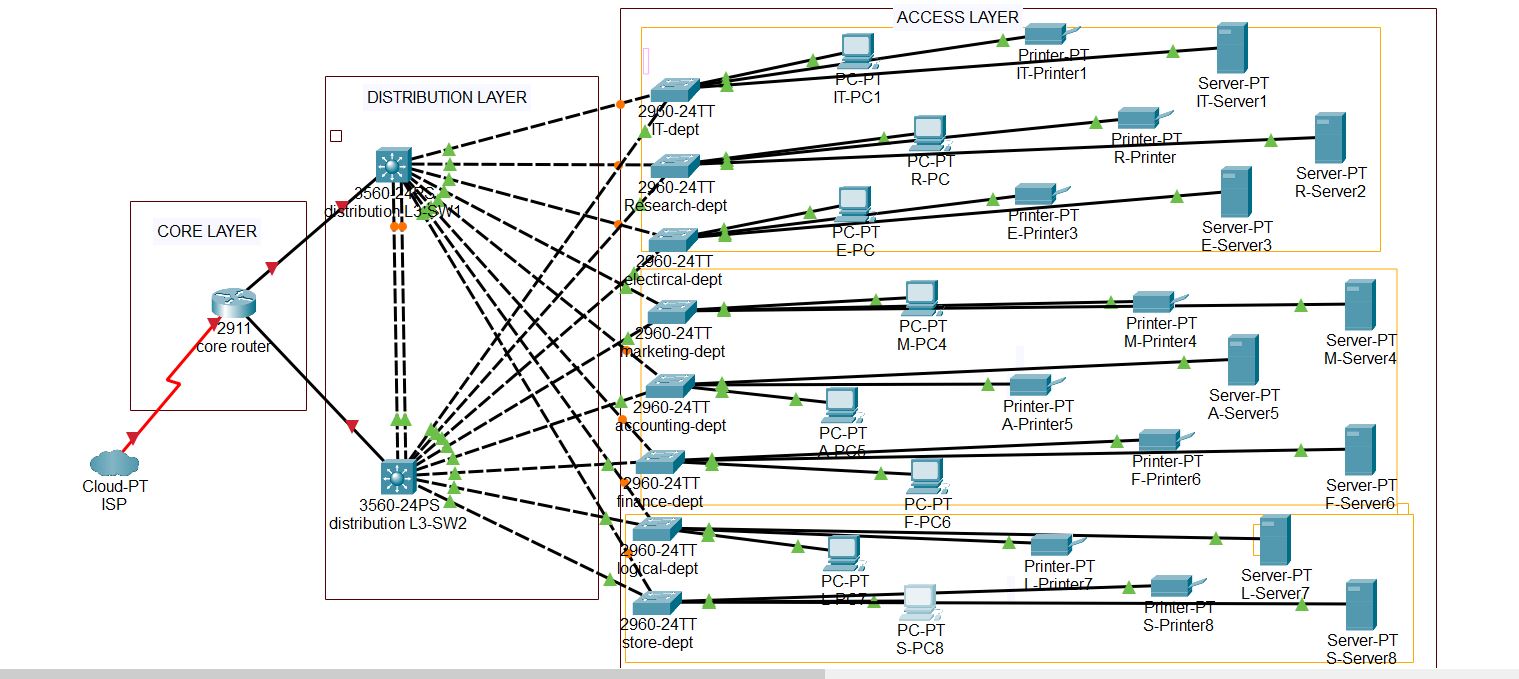 ACCESS LAYER
DISTRIBUTION LAYER
CORE LAYER
Cloud-PT
ISP
2911
core router
3560-24PS
distribution L3-SW1
3560-24PS
distribution L3-SW2
2960-24TT
IT-dept
PC-PT
IT-PC1
Printer-PT
IT-Printer1
Server-PT
IT-Server1
2960-24TT
Research-dept
PC-PT
R-PC
Printer-PT
R-Printer
Server-PT
R-Server2
2960-24TT
electircal-dept
PC-PT
E-PC
Printer-PT
E-Printer3
Server-PT
E-Server3
2960-24TT
marketing-dept
PC-PT
M-PC4
Printer-PT
M-Printer4
Server-PT
M-Server4
2960-24TT
accounting-dept
PC-PT
A-PC5
Printer-PT
A-Printer5
Server-PT
A-Server5
2960-24TT
finance-dept
PC-PT
F-PC6
Printer-PT
F-Printer6
Server-PT
F-Server6
2960-24TT
logical-dept
PC-PT
L-PC7
Printer-PT
L-Printer7
Server-PT
L-Server7
2960-24TT
store-dept
PC-PT
S-PC8
Printer-PT
S-Printer8
Server-PT
S-Server8